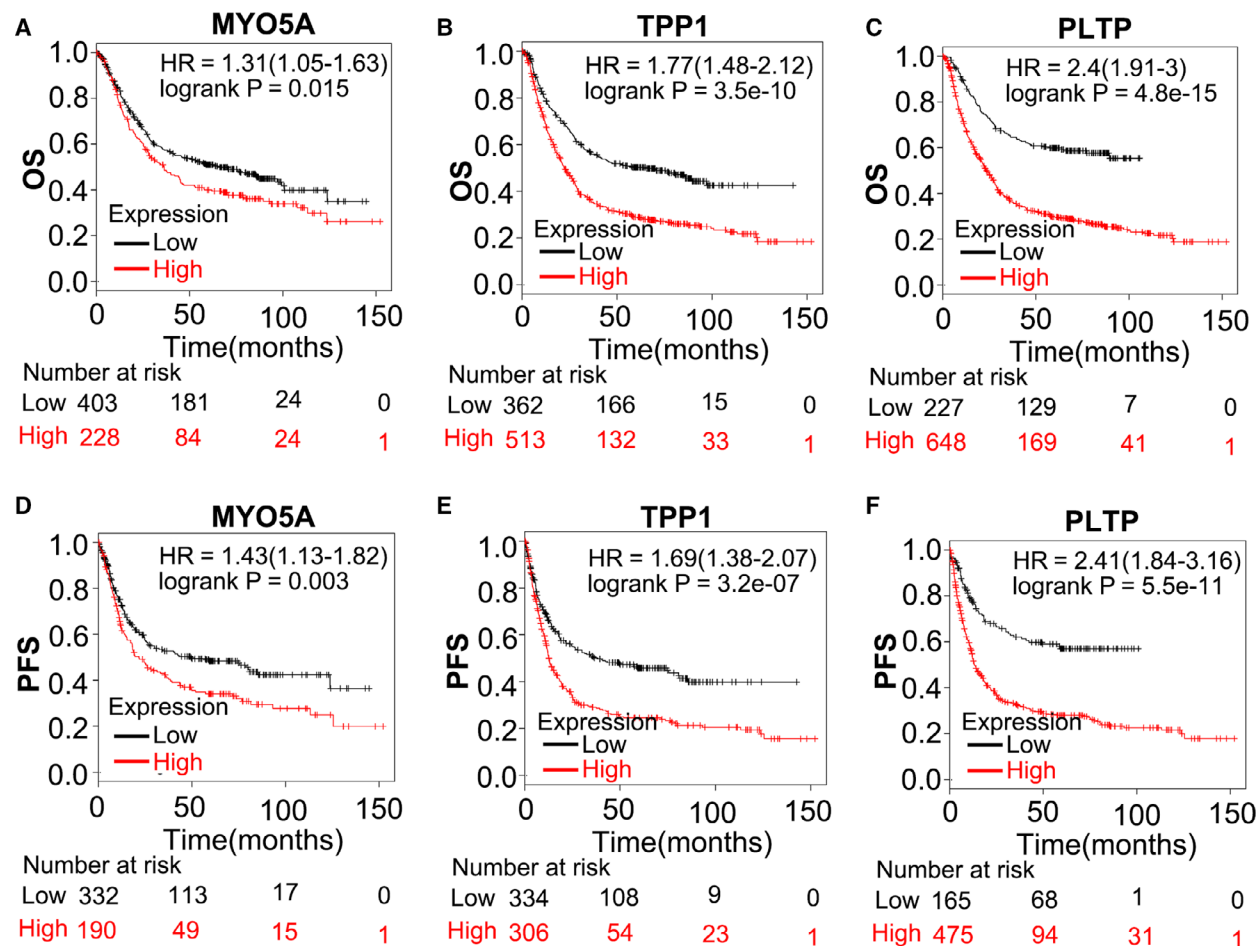 A
MYO5A
HR = 1.31(1.05-1.63)
logrank P = 0.015
OS
1.0
0.8
0.6
0.4
0.2
0.0
Expression
Low
High
0 50 100 150
Time(months)
Number at risk
Low 403 181 24 0
High 228 84 24 1
B
TPP1
HR = 1.77(1.48-2.12)
logrank P = 3.5e-10
OS
1.0
0.8
0.6
0.4
0.2
0.0
Expression
Low
High
0 50 100 150
Time(months)
Number at risk
Low 362 166 15 0
High 513 132 33 1
C
PLTP
HR = 2.4(1.91-3)
logrank P = 4.8e-15
OS
1.0
0.8
0.6
0.4
0.2
0.0
Expression
Low
High
0 50 100 150
Time(months)
Number at risk
Low 227 129 7 0
High 648 169 41 1
D
MYO5A
HR = 1.43(1.13-1.82)
logrank P = 0.003
PFS
1.0
0.8
0.6
0.4
0.2
0.0
Expression
Low
High
0 50 100 150
Time(months)
Number at risk
Low 332 113 17 0
High 190 49 15 1
E
TPP1
HR = 1.69(1.38-2.07)
logrank P = 3.2e-07
PFS
1.0
0.8
0.6
0.4
0.2
0.0
Expression
Low
High
0 50 100 150
Time(months)
Number at risk
Low 334 108 9 0
High 306 54 23 1
F
PLTP
HR = 2.41(1.84-3.16)
logrank P = 5.5e-11
PFS
1.0
0.8
0.6
0.4
0.2
0.0
Expression
Low
High
0 50 100 150
Time(months)
Number at risk
Low 165 68 1 0
High 475 94 31 1